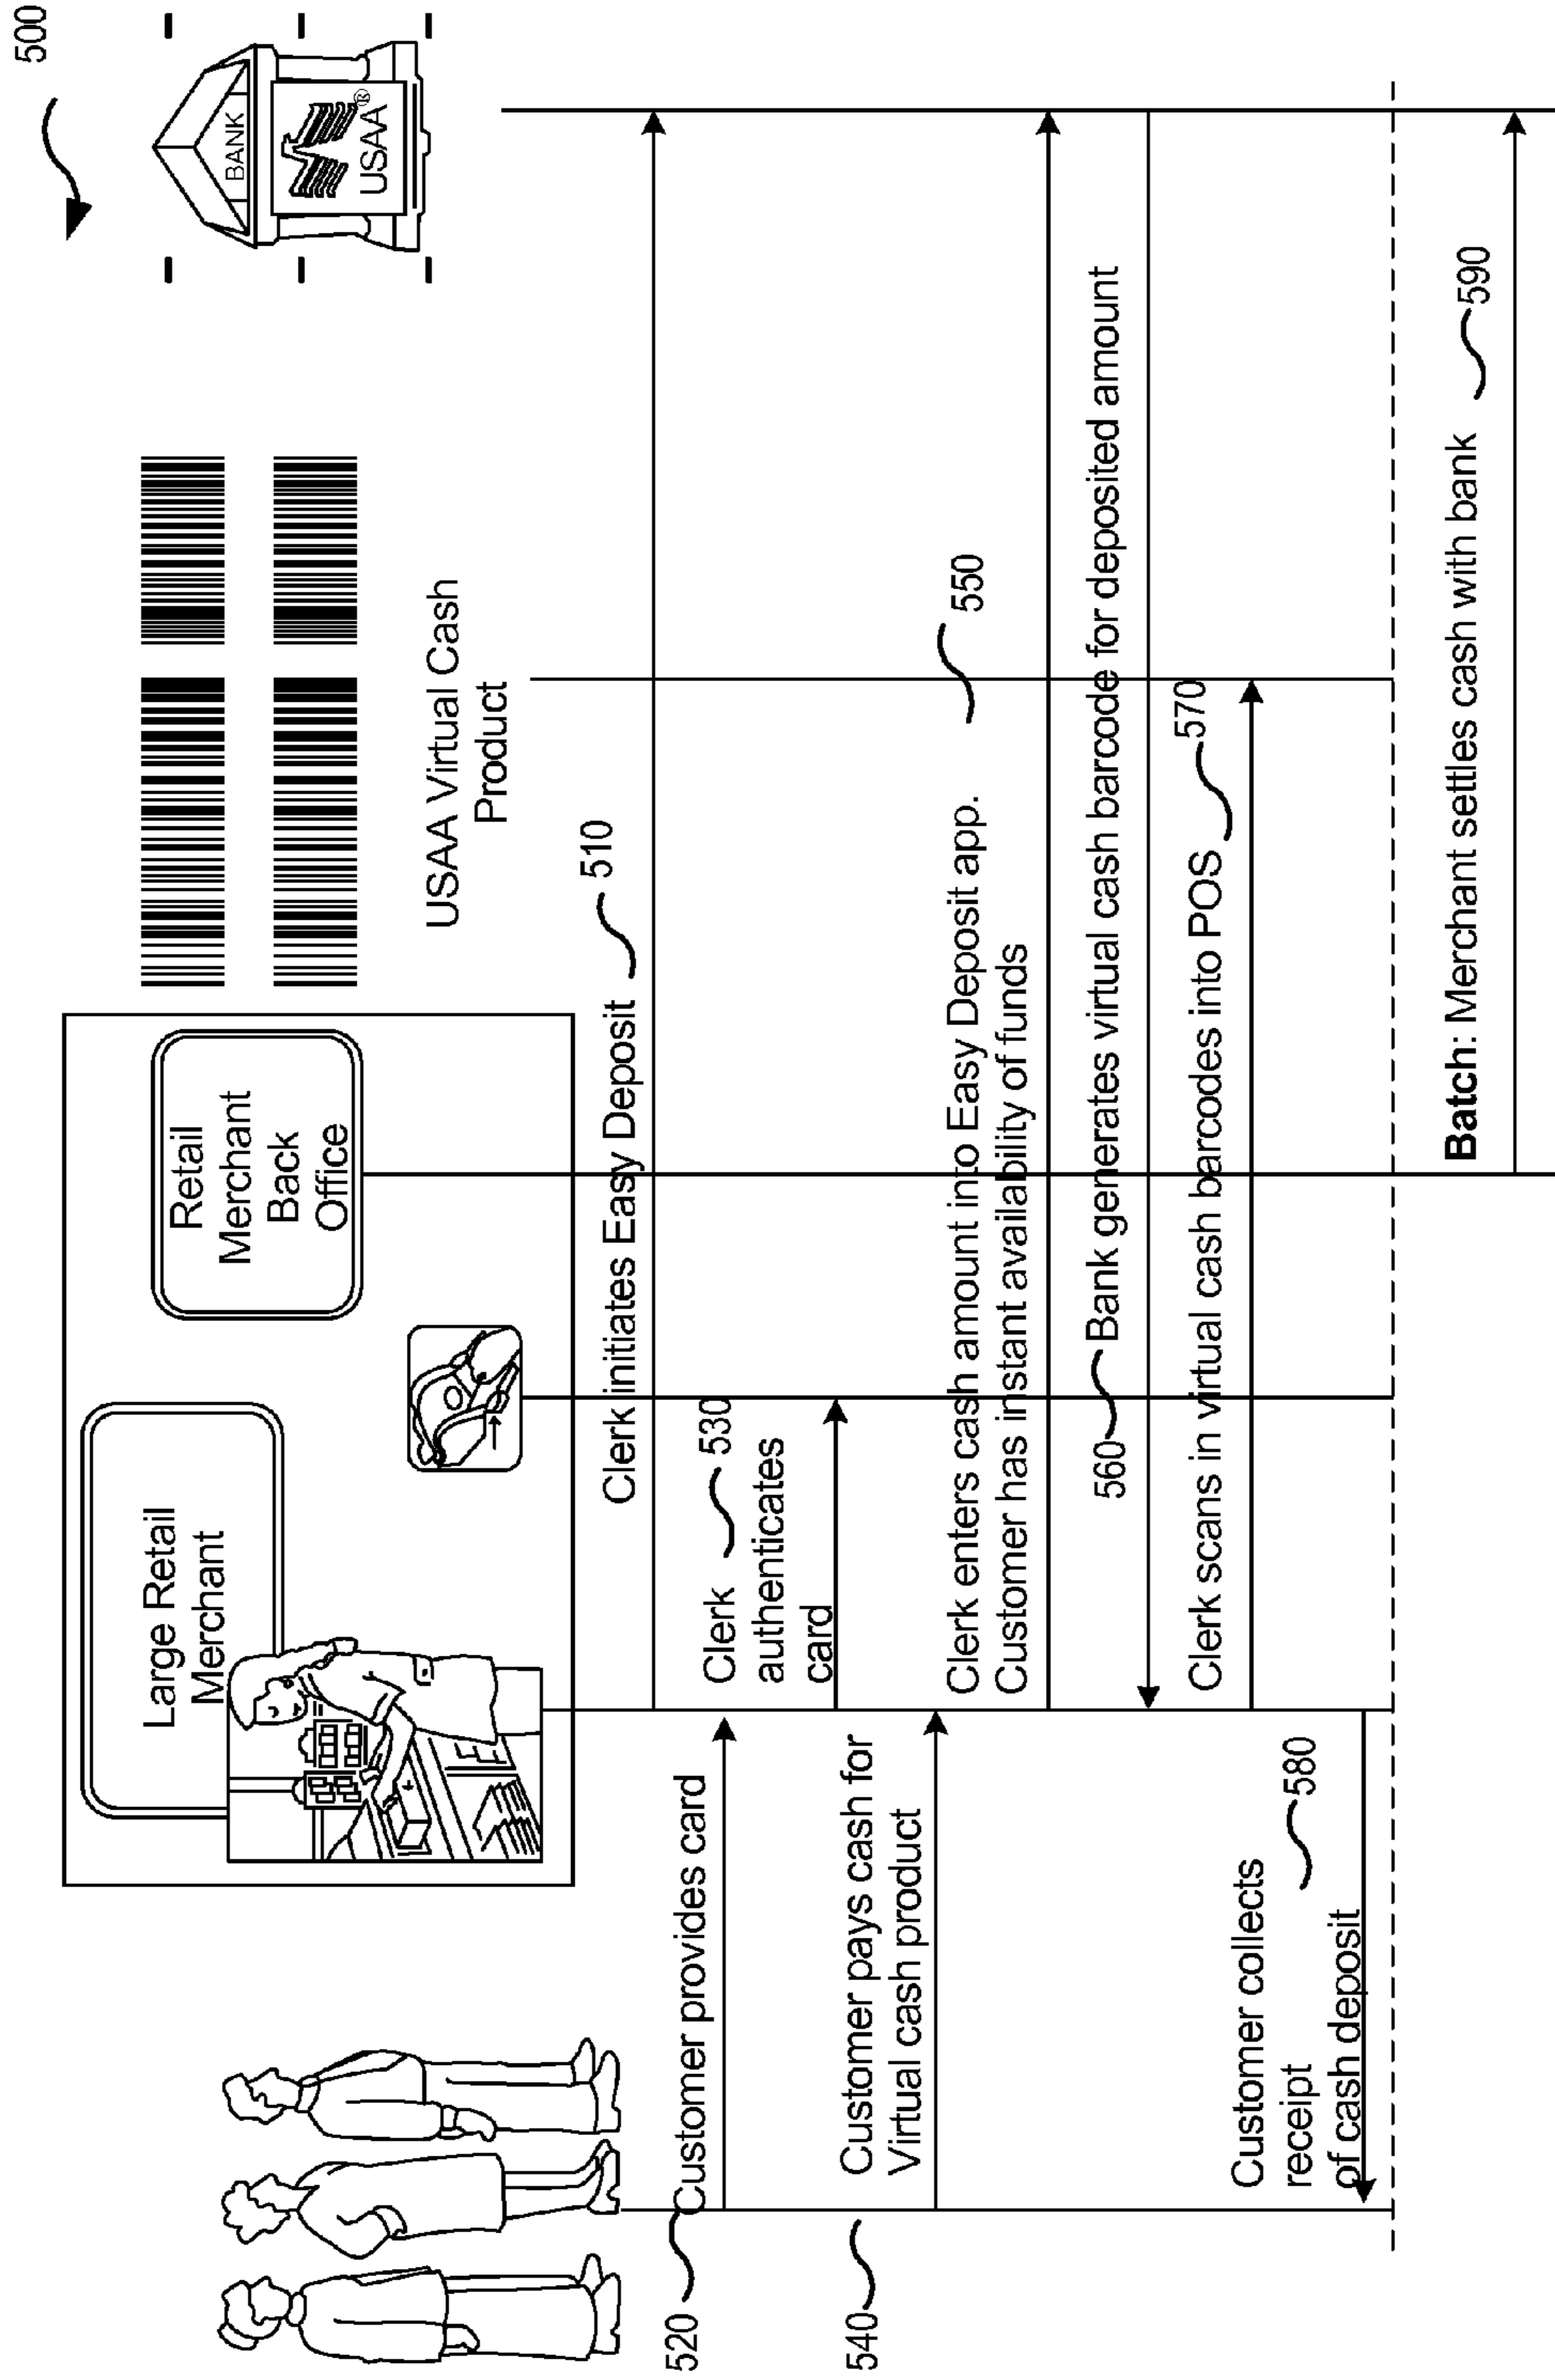 500
BANK
USAA®
Large Retail
Merchant
Retail
Merchant
Back
Office
USAA Virtual Cash
Product
Clerk initiates Easy Deposit 510
520 Customer provides card
Clerk 530
authenticates
card
540 Customer pays cash for
Virtual cash product
Clerk enters cash amount into Easy Deposit app. 550
Customer has instant availability of funds
560 Bank generates virtual cash barcode for deposited amount
Clerk scans in virtual cash barcodes into POS 570
Customer collects
receipt 580
of cash deposit
Batch: Merchant settles cash with bank 590